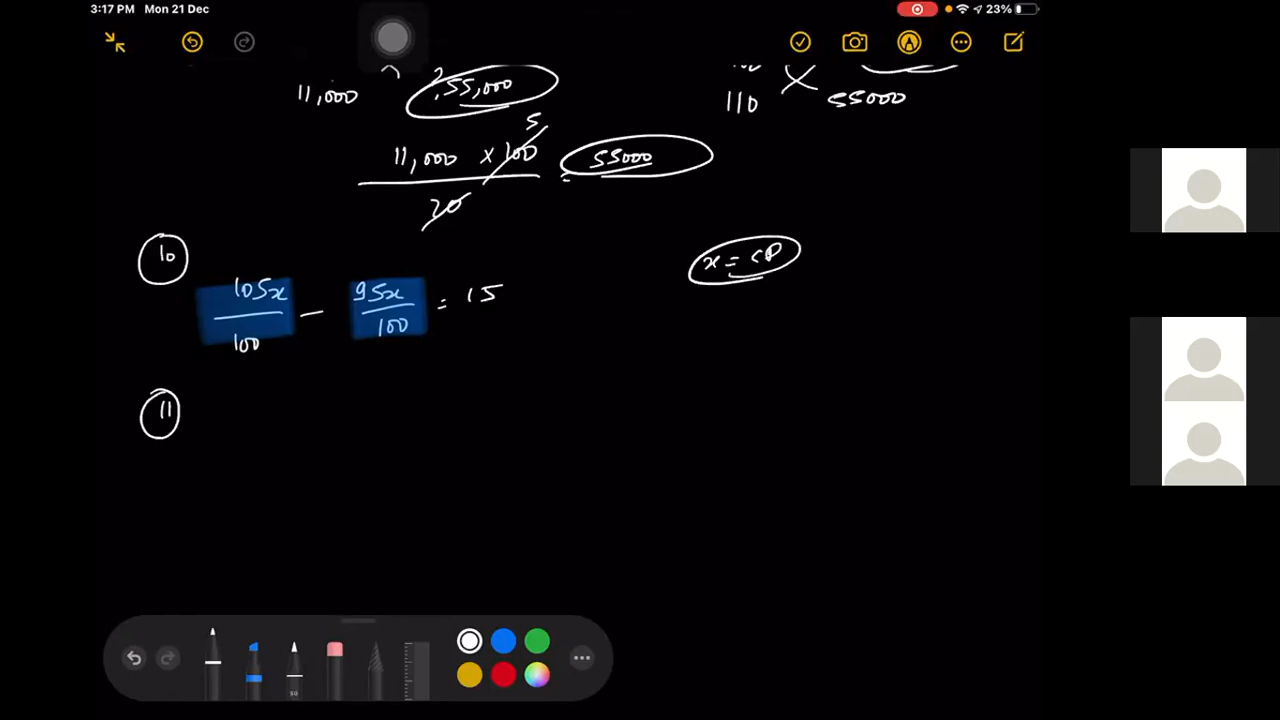 3:17 PM Mon 21 Dec
23%
11,000 55,000
110 55000
5
11,000 x 100 55000
20
10
x = CP
105x/100 — 95x/100 = 15
11
50